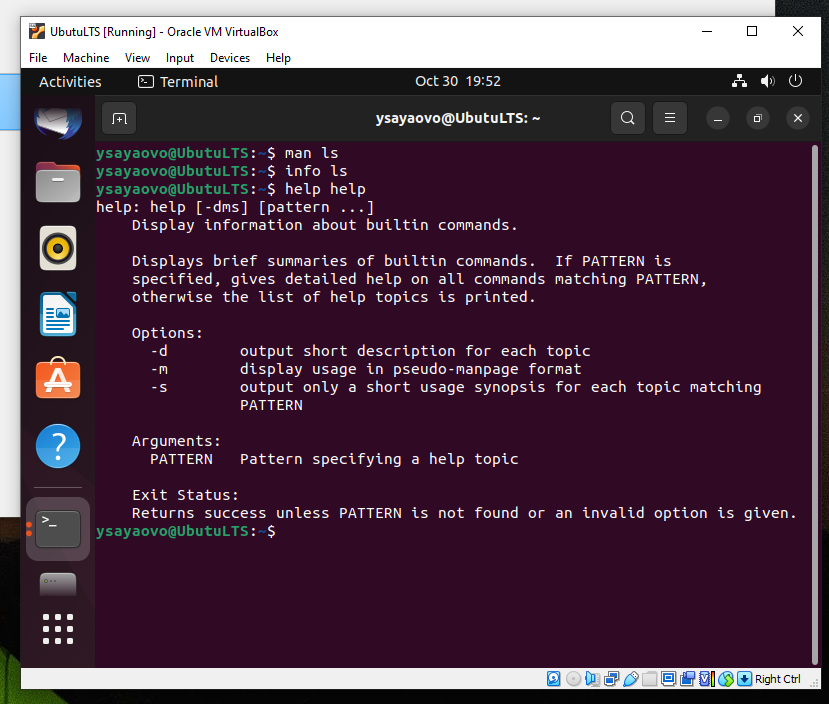 UbutuLTS [Running] - Oracle VM VirtualBox
File Machine View Input Devices Help
Activities Terminal Oct 30 19:52
ysayaovo@UbutuLTS: ~
ysayaovo@UbutuLTS:~$ man ls
ysayaovo@UbutuLTS:~$ info ls
ysayaovo@UbutuLTS:~$ help help
help: help [-dms] [pattern ...]
    Display information about builtin commands.

    Displays brief summaries of builtin commands.  If PATTERN is
    specified, gives detailed help on all commands matching PATTERN,
    otherwise the list of help topics is printed.

    Options:
      -d        output short description for each topic
      -m        display usage in pseudo-manpage format
      -s        output only a short usage synopsis for each topic matching
                PATTERN

    Arguments:
      PATTERN   Pattern specifying a help topic

    Exit Status:
    Returns success unless PATTERN is not found or an invalid option is given.
ysayaovo@UbutuLTS:~$
Right Ctrl